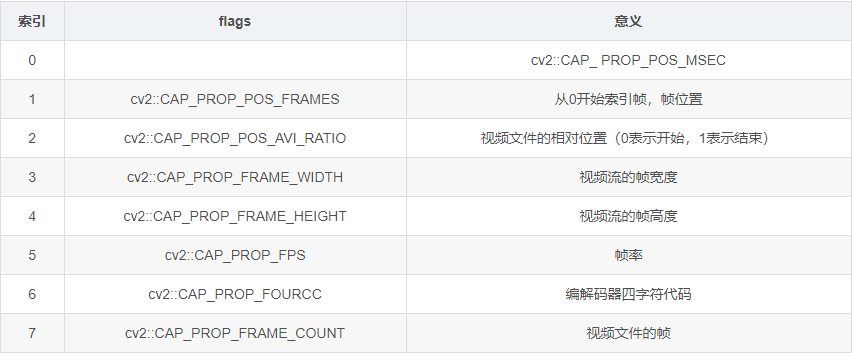 索引 flags 意义
0 cv2::CAP_ PROP_POS_MSEC
1 cv2::CAP_PROP_POS_FRAMES 从0开始索引帧，帧位置
2 cv2::CAP_PROP_POS_AVI_RATIO 视频文件的相对位置（0表示开始，1表示结束）
3 cv2::CAP_PROP_FRAME_WIDTH 视频流的帧宽度
4 cv2::CAP_PROP_FRAME_HEIGHT 视频流的帧高度
5 cv2::CAP_PROP_FPS 帧率
6 cv2::CAP_PROP_FOURCC 编解码器四字符代码
7 cv2::CAP_PROP_FRAME_COUNT 视频文件的帧